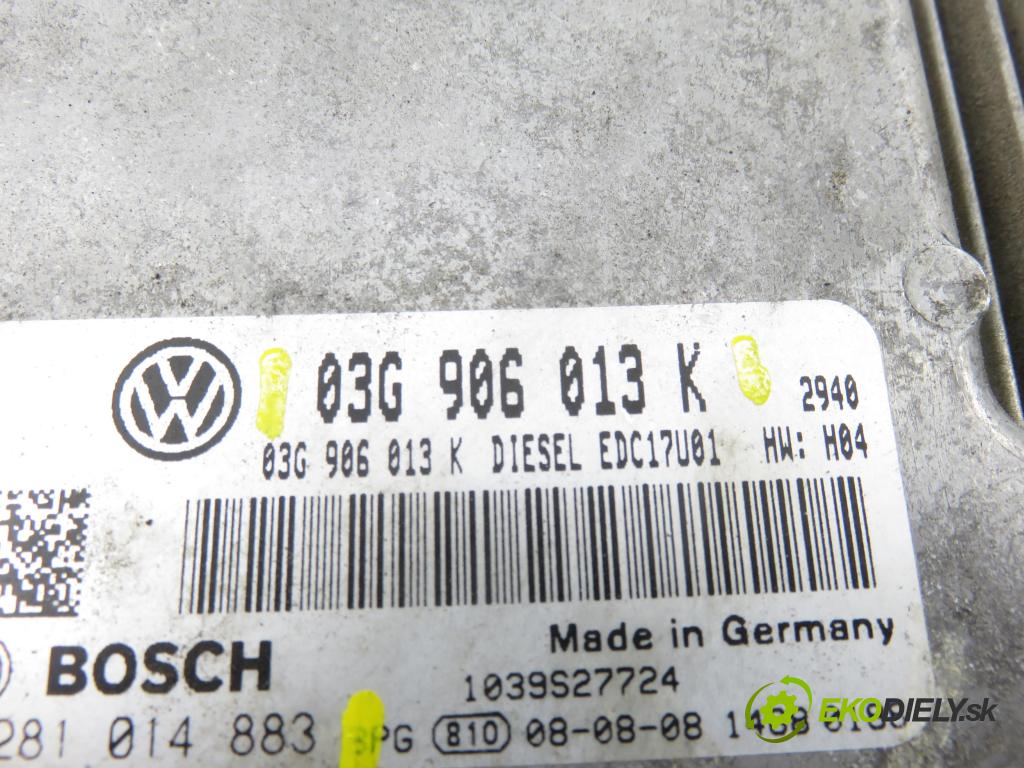 03G 906 013 K 2940
03G 906 013 K DIESEL EDC17U01 HW: H04
BOSCH
Made in Germany
1039S27724
281 014 883 810 08-08-08
EKODIELY.sk